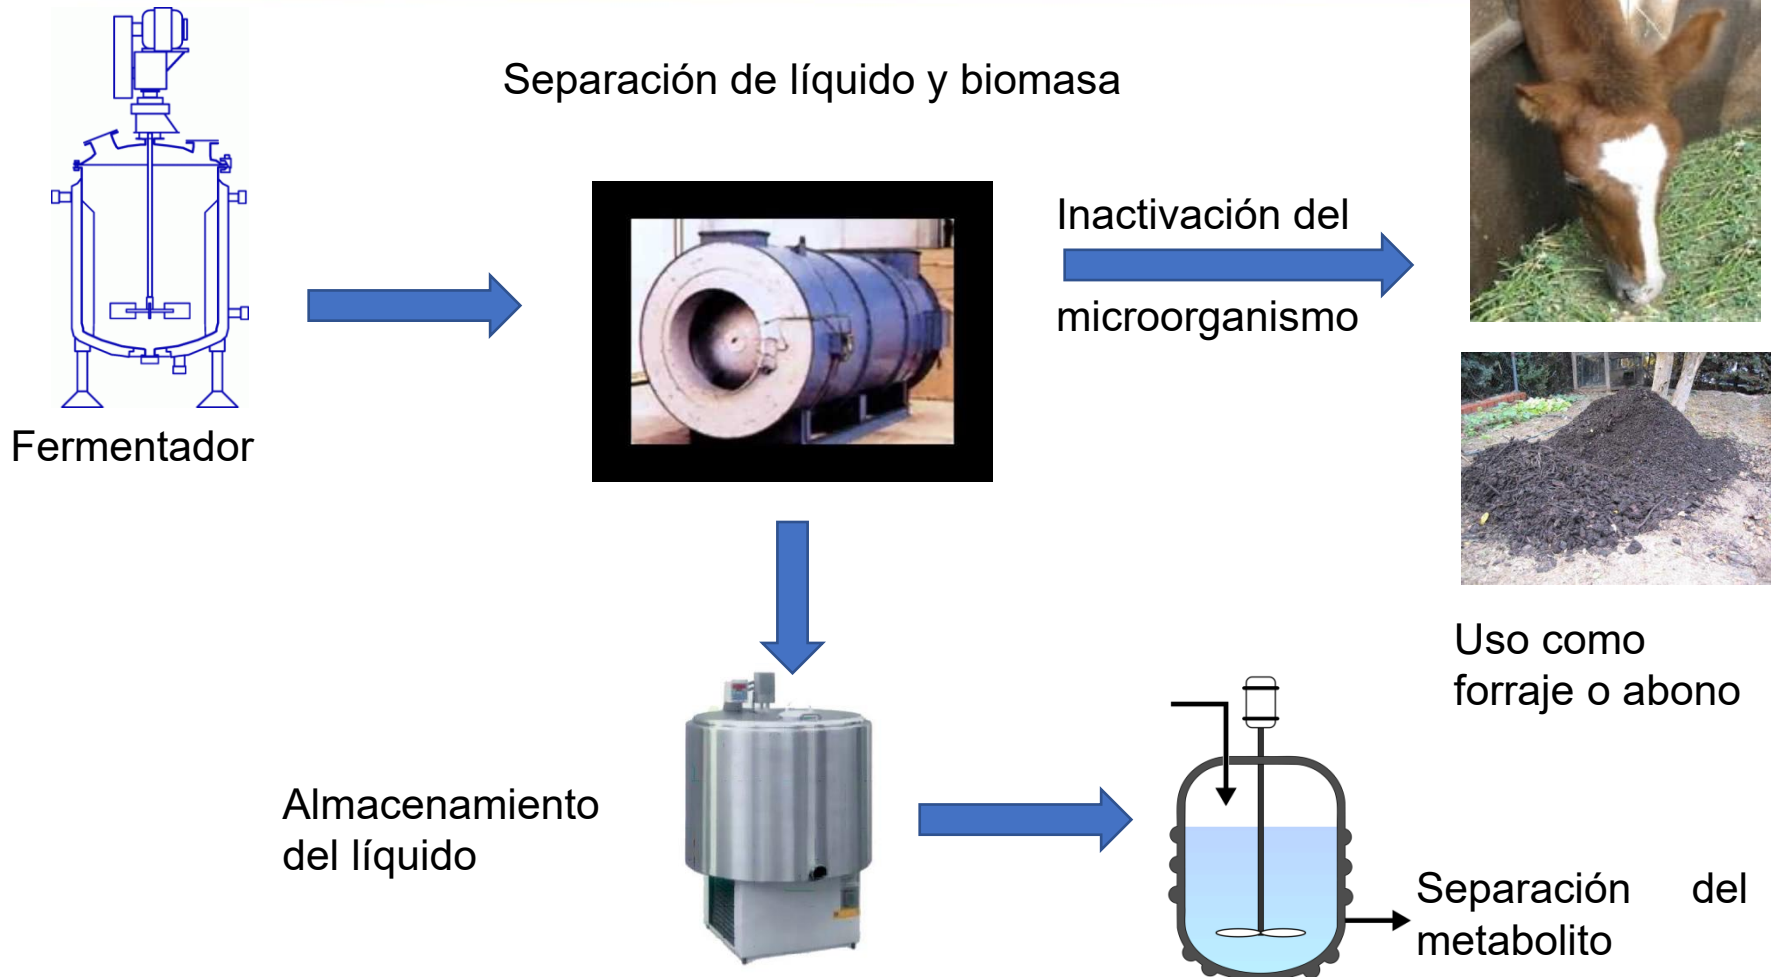 Separación de líquido y biomasa
Inactivación del
microorganismo
Fermentador
Uso como
forraje o abono
Almacenamiento
del líquido
Separación del
metabolito